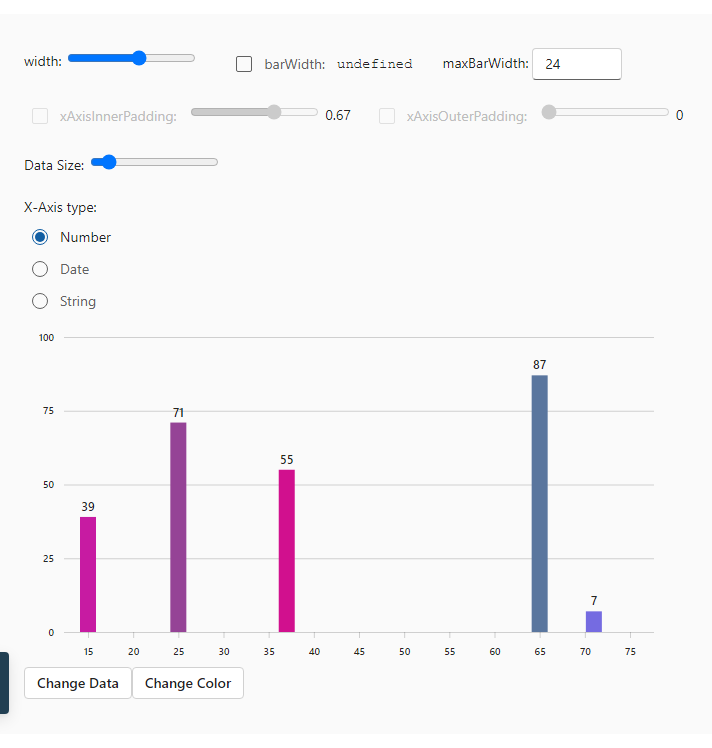 width: barWidth: undefined maxBarWidth: 24
xAxisInnerPadding: 0.67 xAxisOuterPadding: 0
Data Size:
X-Axis type:
Number
Date
String
100
87
75
71
55
50
39
25
7
0
15 20 25 30 35 40 45 50 55 60 65 70 75
Change Data Change Color